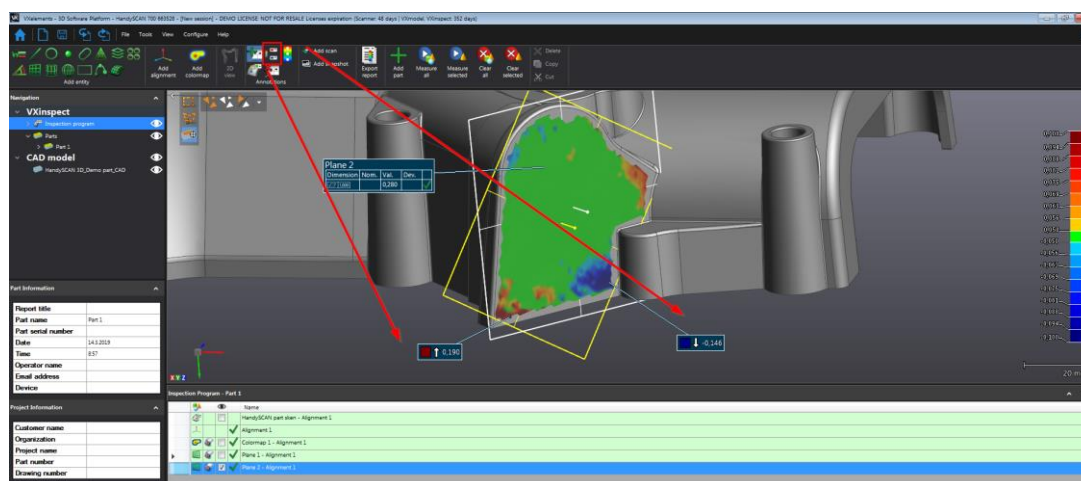 VXelements - 3D Software Platform - HandySCAN 700 663528 - [New session] - DEMO LICENSE: NOT FOR RESALE Licenses expiration (Scanner: 48 days | VXmodel, VXinspect 352 days)
File Tools View Configure Help
Add entity
Add alignment
Add colormap
2D view
Annotations
Add scan
Add snapshot
Export report
Add part
Measure all
Measure selected
Clear all
Clear selected
Delete
Copy
Cut
Navigation
VXinspect
Inspection program
Parts
Part 1
CAD model
HandySCAN 3D_Demo part_CAD
Plane 2
Dimension Nom. Val. Dev.
0,280
0,190
-0,146
20 m
Part Information
Report title
Part name Part 1
Part serial number
Date 14.3.2019
Time 8:57
Operator name
Email address
Device
Project Information
Customer name
Organization
Project name
Part number
Drawing number
X Y Z
Inspection Program - Part 1
Name
HandySCAN part sken - Alignment 1
Alignment 1
Colormap 1 - Alignment 1
Plane 1 - Alignment 1
Plane 2 - Alignment 1